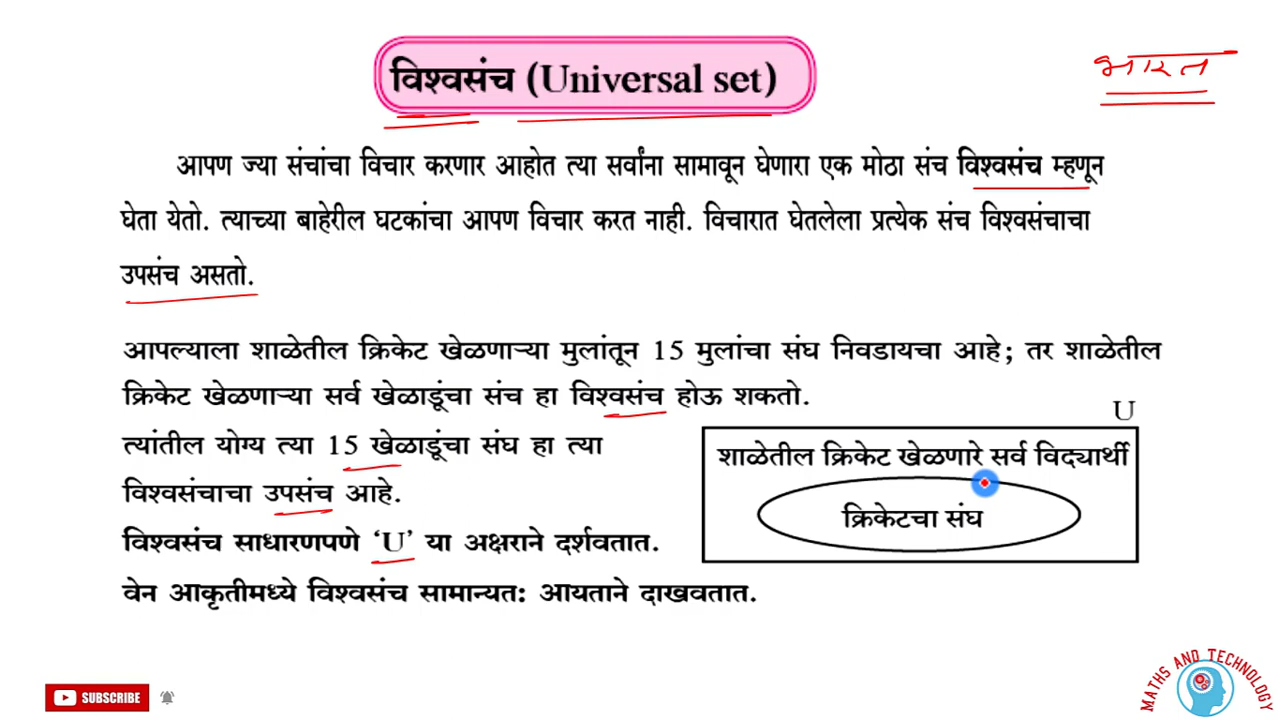 विश्वसंच (Universal set)
भारत
आपण ज्या संचांचा विचार करणार आहोत त्या सर्वांना सामावून घेणारा एक मोठा संच विश्वसंच म्हणून
घेता येतो. त्याच्या बाहेरील घटकांचा आपण विचार करत नाही. विचारात घेतलेला प्रत्येक संच विश्वसंचाचा
उपसंच असतो.
आपल्याला शाळेतील क्रिकेट खेळणाऱ्या मुलांतून 15 मुलांचा संघ निवडायचा आहे; तर शाळेतील
क्रिकेट खेळणाऱ्या सर्व खेळाडूंचा संच हा विश्वसंच होऊ शकतो.
त्यांतील योग्य त्या 15 खेळाडूंचा संघ हा त्या
विश्वसंचाचा उपसंच आहे.
विश्वसंच साधारणपणे ‘U’ या अक्षराने दर्शवतात.
वेन आकृतीमध्ये विश्वसंच सामान्यतः आयताने दाखवतात.
U
शाळेतील क्रिकेट खेळणारे सर्व विद्यार्थी
क्रिकेटचा संघ
SUBSCRIBE
MATHS AND TECHNOLOGY